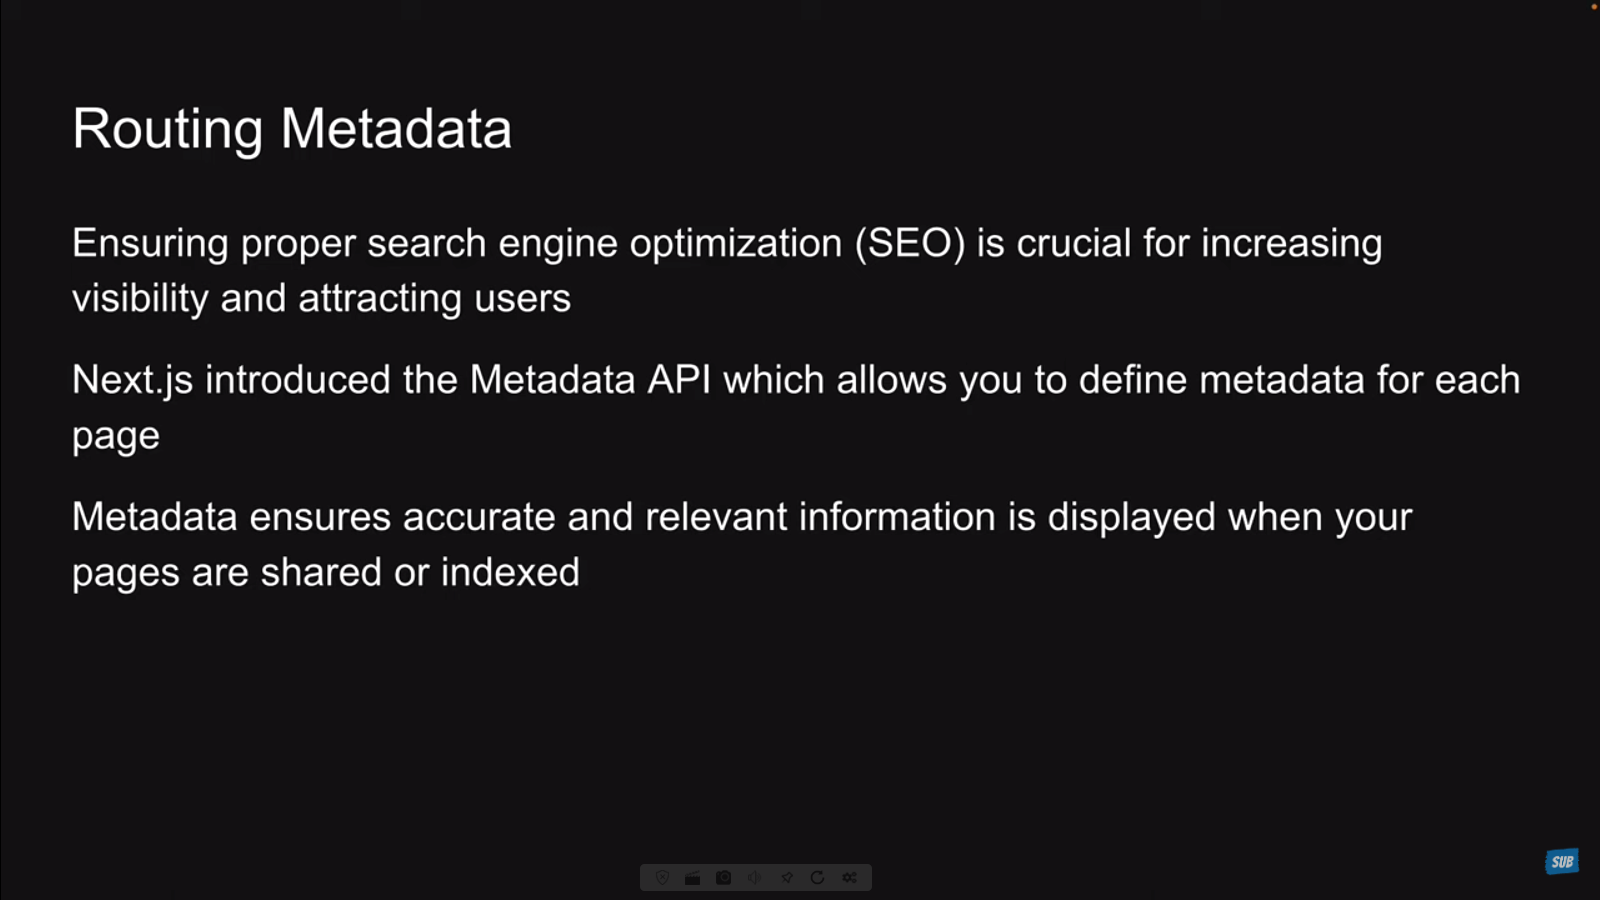 Routing Metadata
Ensuring proper search engine optimization (SEO) is crucial for increasing
visibility and attracting users
Next.js introduced the Metadata API which allows you to define metadata for each
page
Metadata ensures accurate and relevant information is displayed when your
pages are shared or indexed
SUB